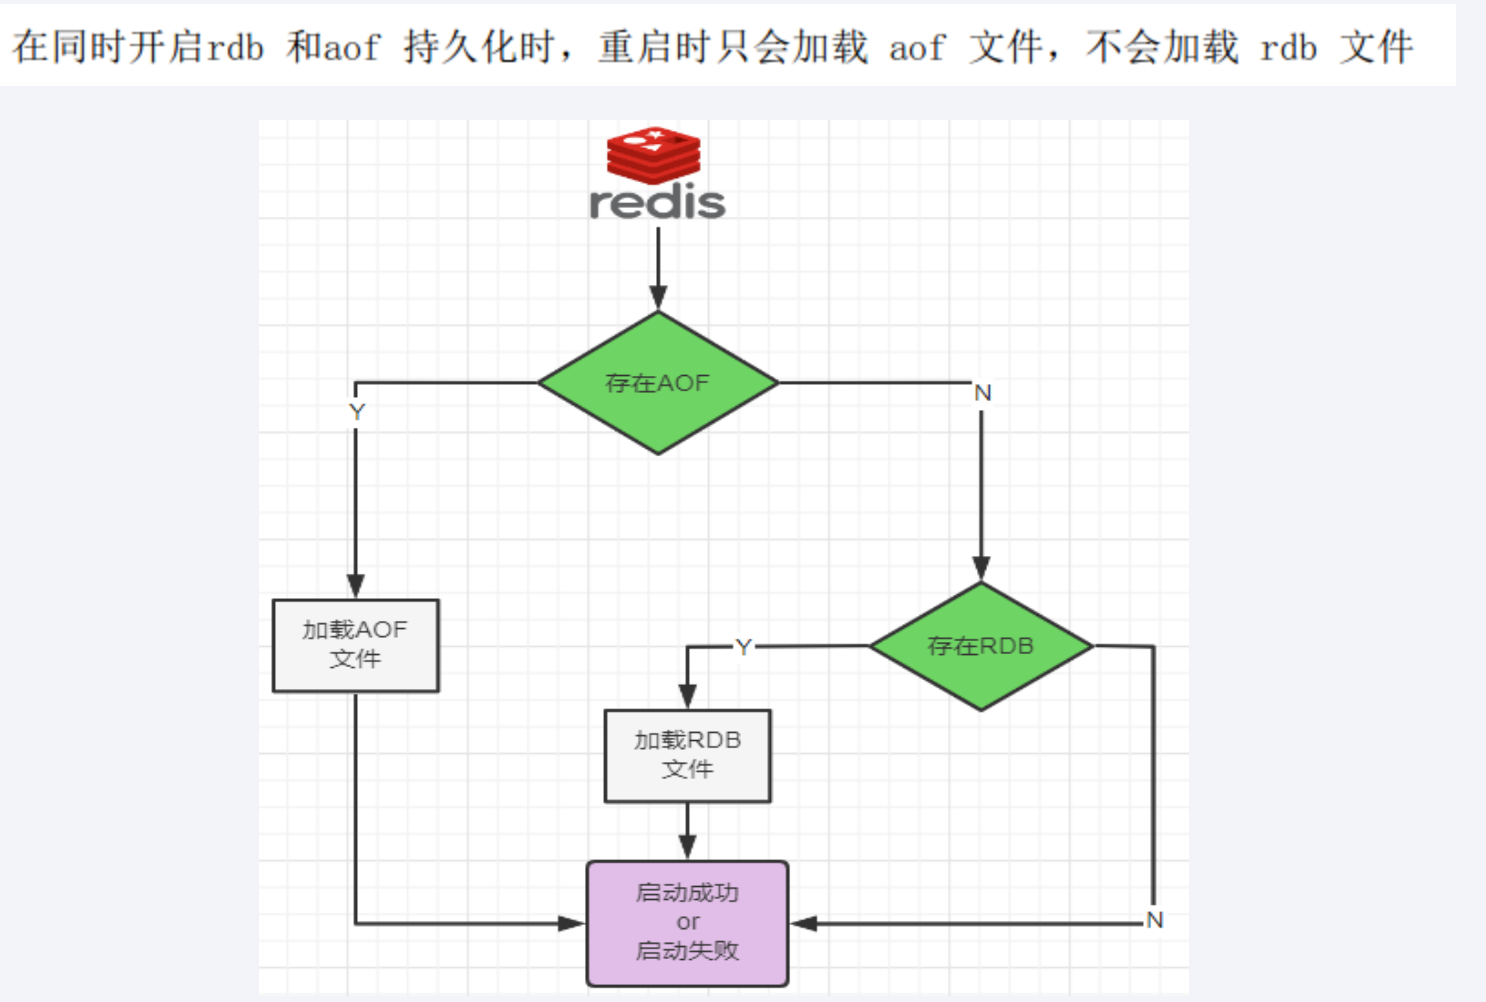 在同时开启rdb 和aof 持久化时，重启时只会加载 aof 文件，不会加载 rdb 文件
redis
存在AOF
Y
N
加载AOF
文件
存在RDB
Y
加载RDB
文件
启动成功
or
启动失败
N